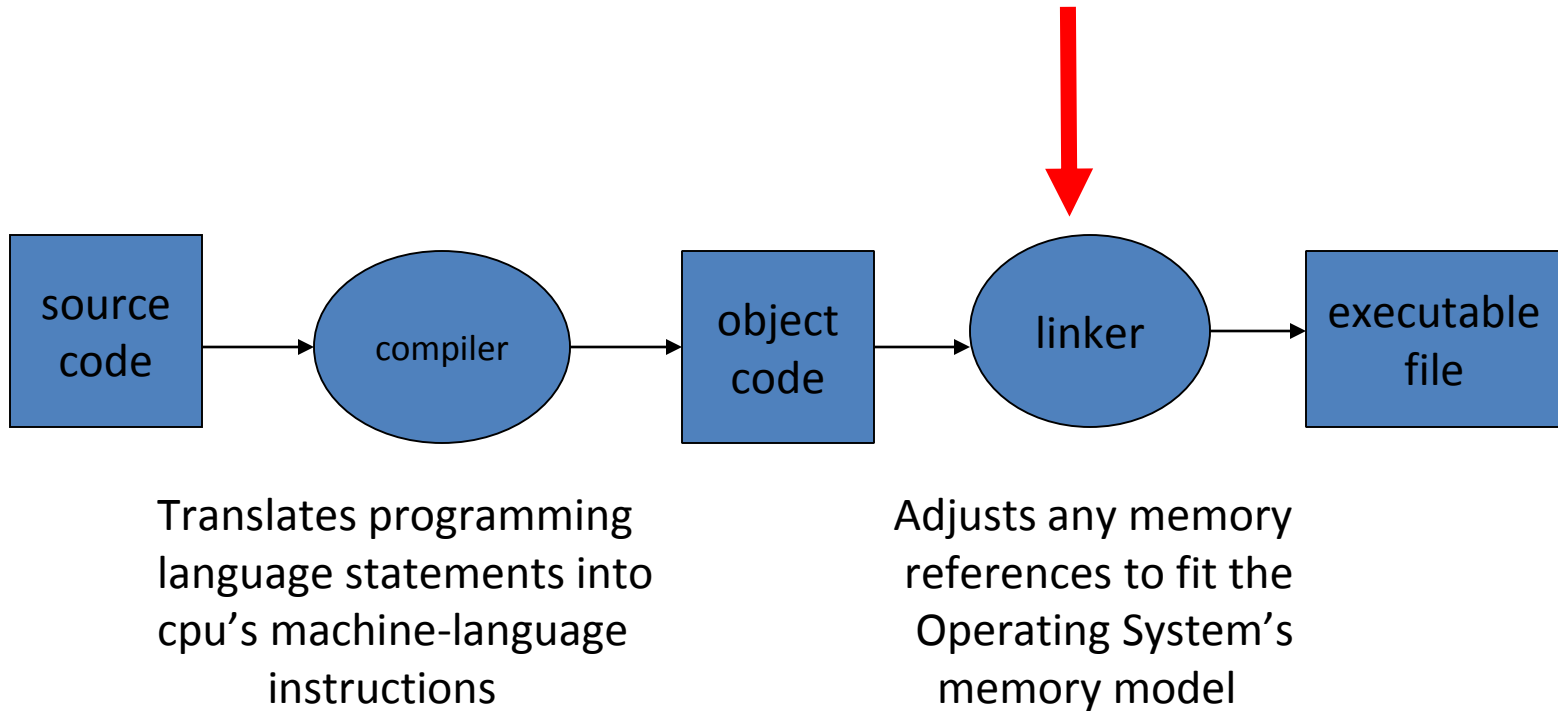 source
code
compiler
object
code
linker
executable
file
Translates programming
language statements into
cpu’s machine-language
instructions
Adjusts any memory
references to fit the
Operating System’s
memory model